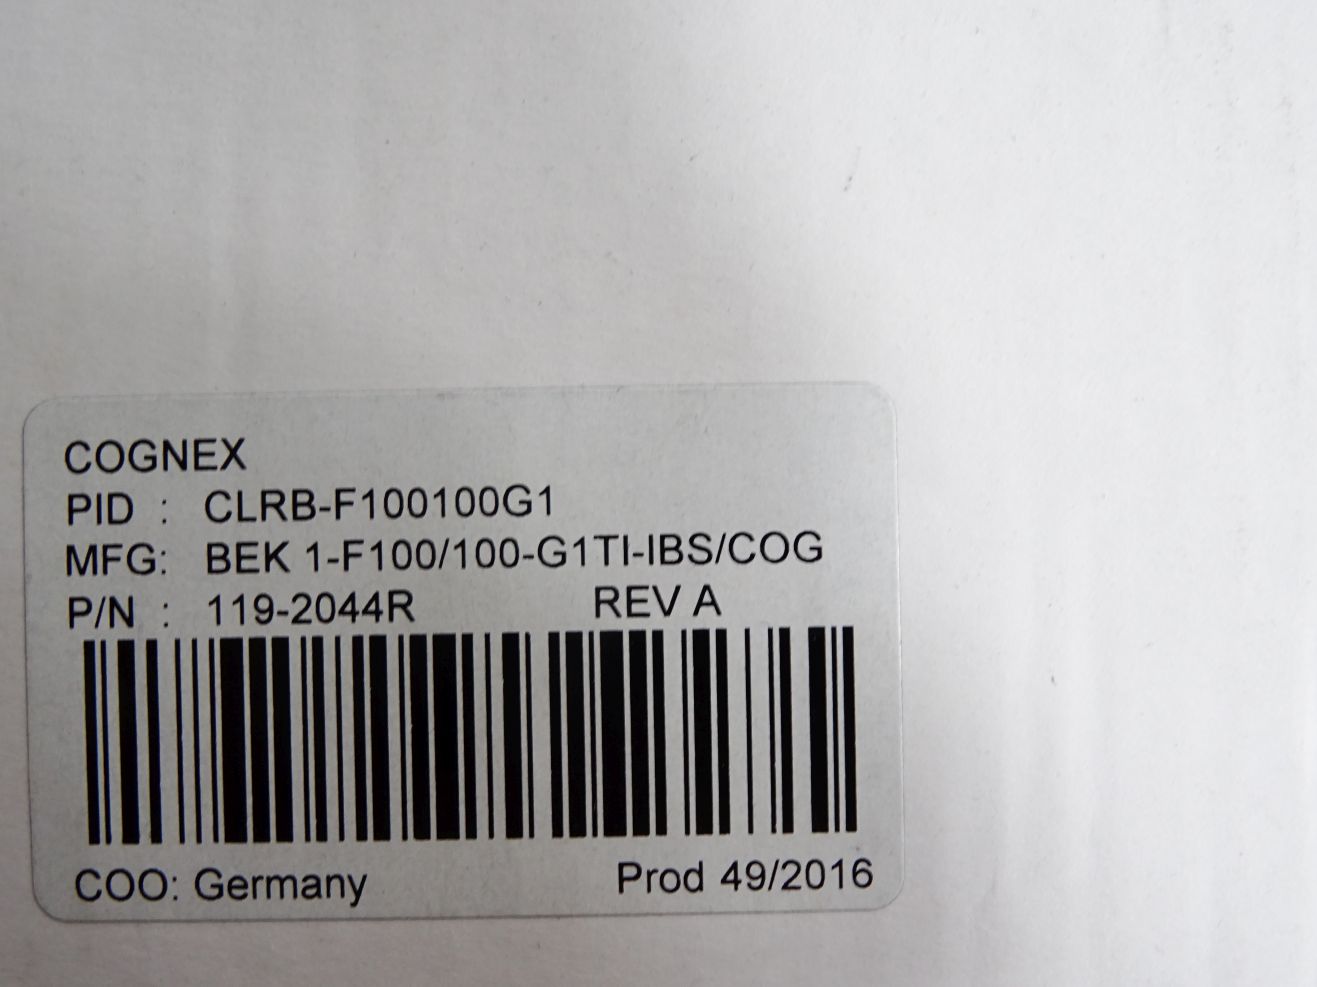 COGNEX
PID : CLRB-F100100G1
MFG: BEK 1-F100/100-G1TI-IBS/COG
P/N : 119-2044R REV A
COO: Germany Prod 49/2016